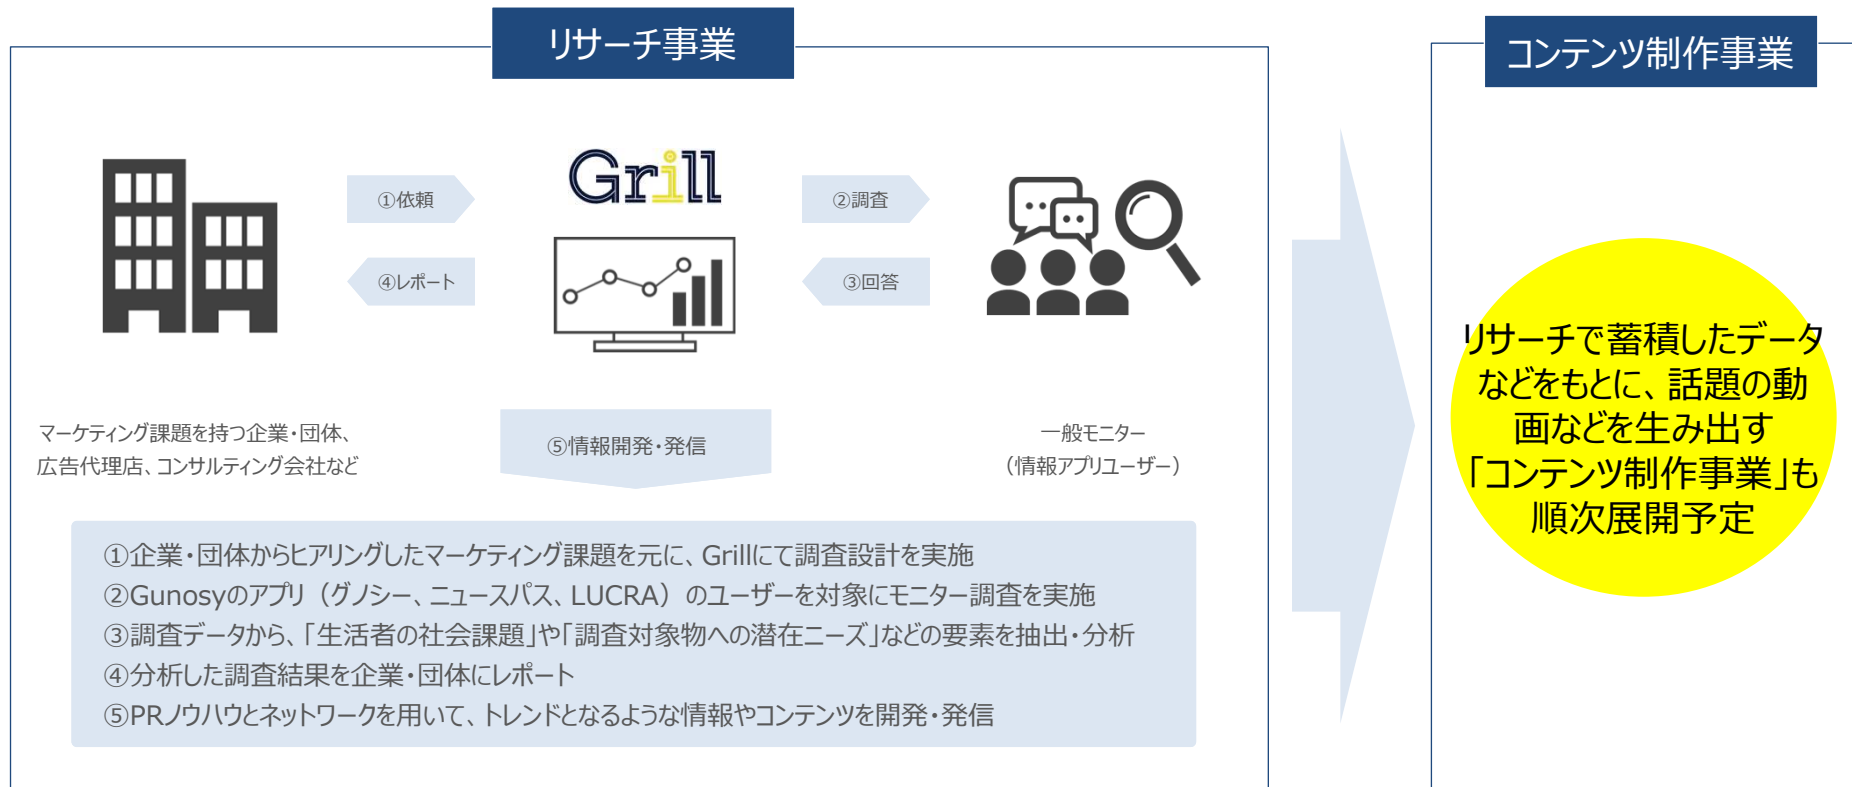 リサーチ事業
コンテンツ制作事業
Grill
①依頼
②調査
④レポート
③回答
マーケティング課題を持つ企業・団体、
広告代理店、コンサルティング会社など
⑤情報開発・発信
一般モニター
（情報アプリユーザー）
①企業・団体からヒアリングしたマーケティング課題を元に、Grillにて調査設計を実施
②Gunosyのアプリ（グノシー、ニュースパス、LUCRA）のユーザーを対象にモニター調査を実施
③調査データから、「生活者の社会課題」や「調査対象物への潜在ニーズ」などの要素を抽出・分析
④分析した調査結果を企業・団体にレポート
⑤PRノウハウとネットワークを用いて、トレンドとなるような情報やコンテンツを開発・発信
リサーチで蓄積したデータ
などをもとに、話題の動
画などを生み出す
「コンテンツ制作事業」も
順次展開予定